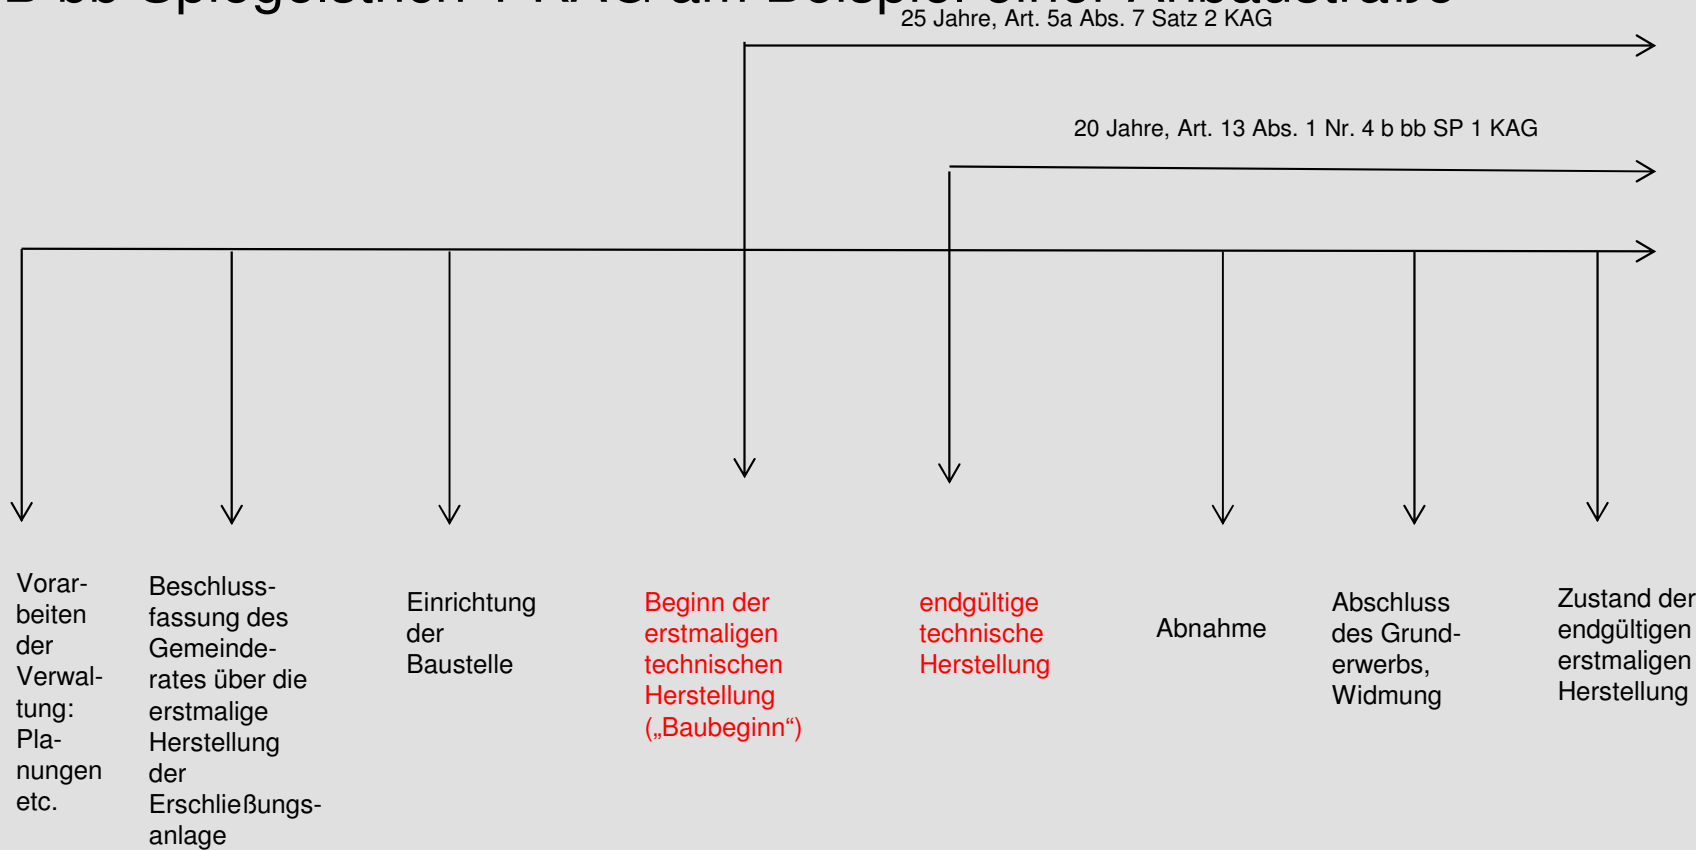 25 Jahre, Art. 5a Abs. 7 Satz 2 KAG
20 Jahre, Art. 13 Abs. 1 Nr. 4 b bb SP 1 KAG
Vorar-
beiten
der
Verwal-
tung:
Pla-
nungen
etc.
Beschluss-
fassung des
Gemeinde-
rates über die
erstmalige
Herstellung
der
Erschließungs-
anlage
Einrichtung
der
Baustelle
Beginn der
erstmaligen
technischen
Herstellung
(„Baubeginn“)
endgültige
technische
Herstellung
Abnahme
Abschluss
des Grund-
erwerbs,
Widmung
Zustand der
endgültigen
erstmaligen
Herstellung